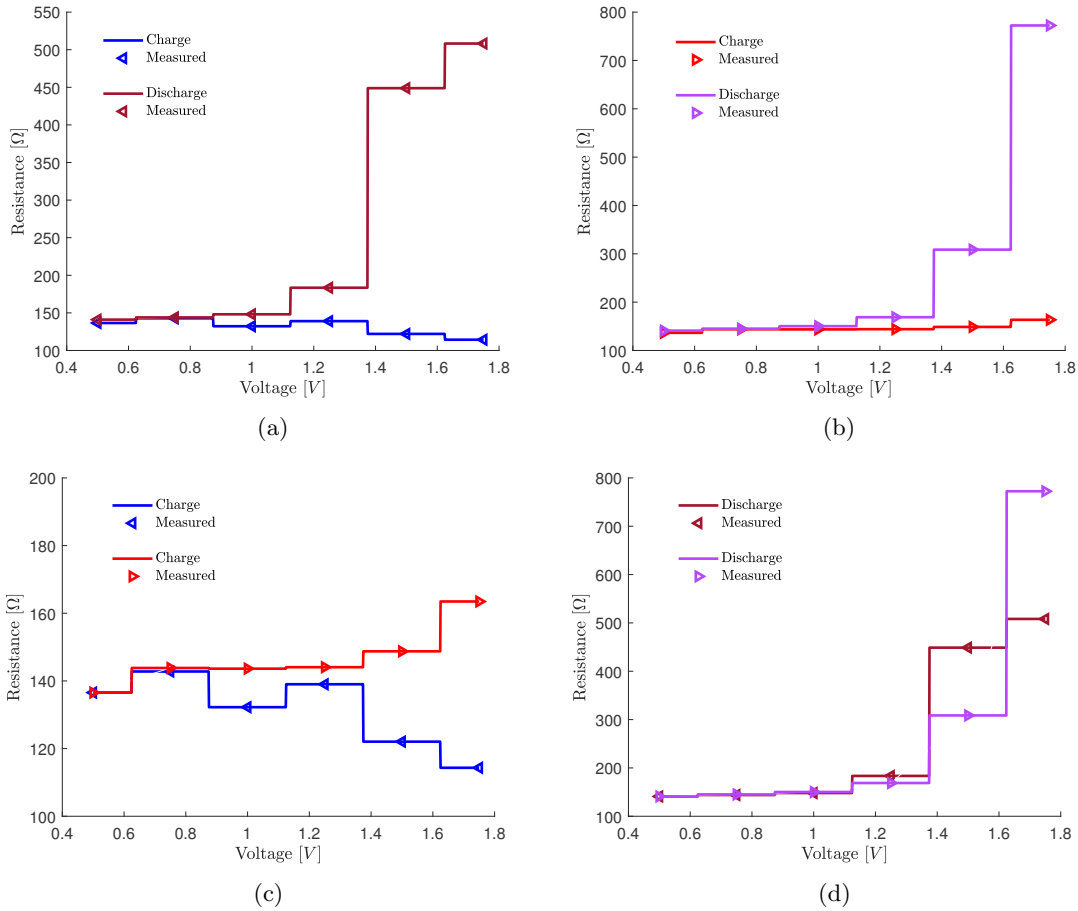 550
500
450
400
350
300
250
200
150
100
0.4 0.6 0.8 1 1.2 1.4 1.6 1.8
Resistance [Ω]
Voltage [V]
Charge
Measured
Discharge
Measured
(a)
800
700
600
500
400
300
200
100
0.4 0.6 0.8 1 1.2 1.4 1.6 1.8
Resistance [Ω]
Voltage [V]
Charge
Measured
Discharge
Measured
(b)
200
180
160
140
120
100
0.4 0.6 0.8 1 1.2 1.4 1.6 1.8
Resistance [Ω]
Voltage [V]
Charge
Measured
Charge
Measured
(c)
800
700
600
500
400
300
200
100
0.4 0.6 0.8 1 1.2 1.4 1.6 1.8
Resistance [Ω]
Voltage [V]
Discharge
Measured
Discharge
Measured
(d)